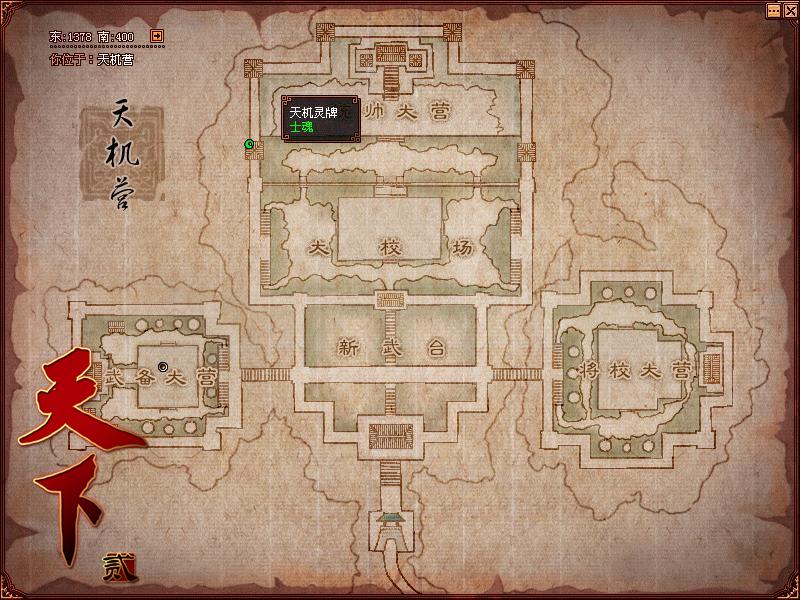 东:1378 南:400
你位于：天机营
天机营
天机灵牌
士魂
帅大营
大校场
新武台
武备大营
将校大营
天下
贰